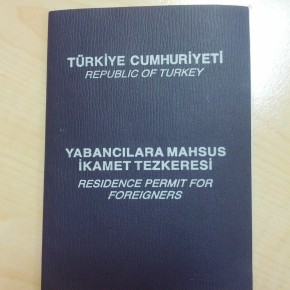 TÜRKİYE CUMHURİYETİ
REPUBLIC OF TURKEY
YABANCILARA MAHSUS
İKAMET TEZKERESİ
RESIDENCE PERMIT FOR
FOREIGNERS